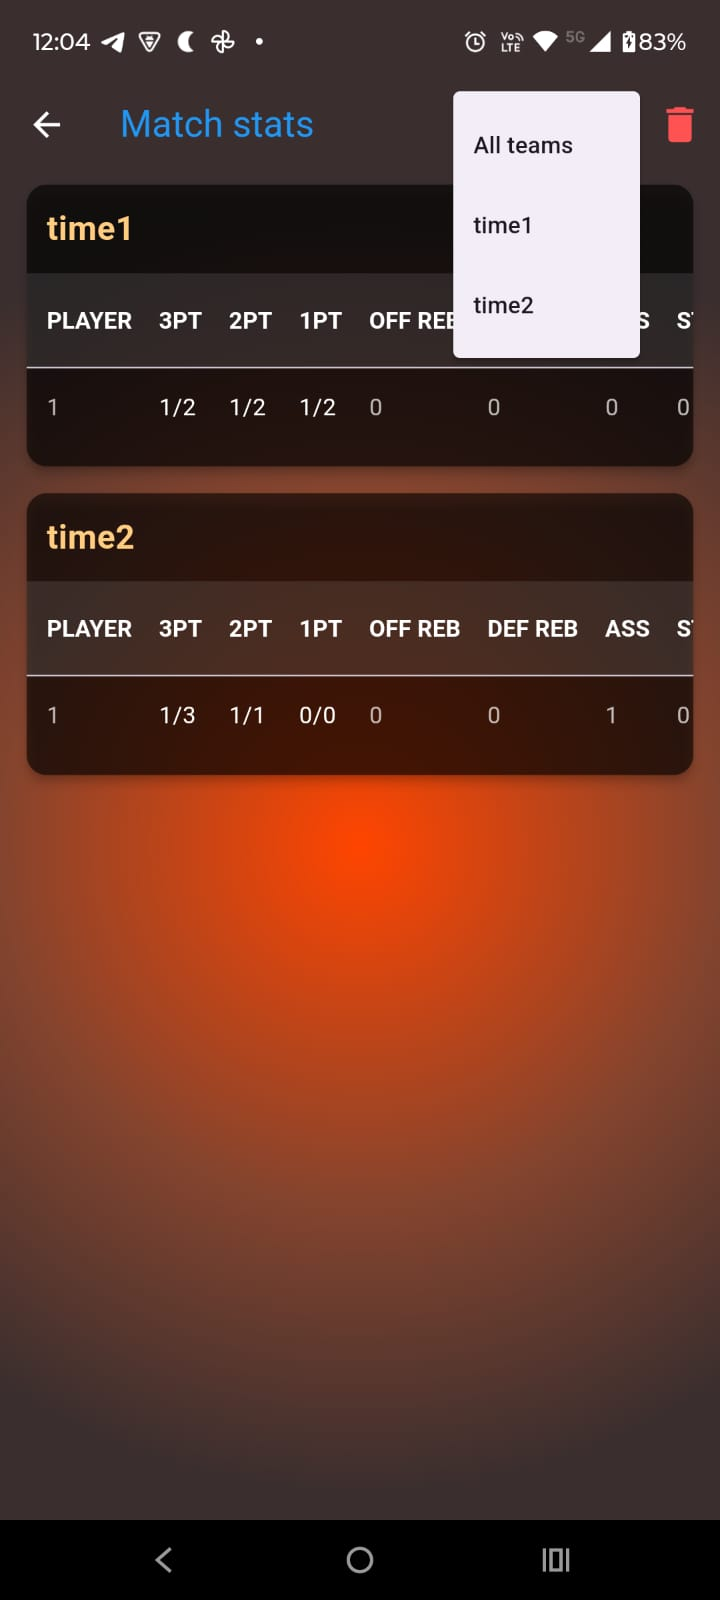 12:04 Vo)) LTE 5G 83%
Match stats
All teams
time1
time2
time1
PLAYER 3PT 2PT 1PT OFF REB S
1 1/2 1/2 1/2 0 0 0 0
time2
PLAYER 3PT 2PT 1PT OFF REB DEF REB ASS
1 1/3 1/1 0/0 0 0 1 0